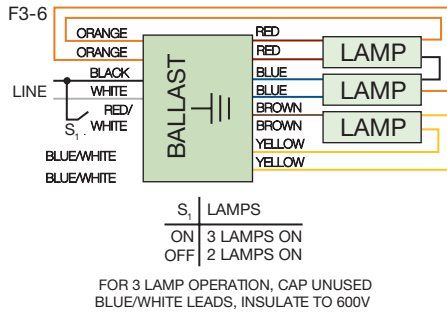 F3-6
ORANGE
ORANGE
BLACK
LINE
WHITE
RED/
WHITE
S1
BLUE/WHITE
BLUE/WHITE
BALLAST
RED
RED
BLUE
BLUE
BROWN
BROWN
YELLOW
YELLOW
LAMP
LAMP
LAMP
S1 LAMPS
ON 3 LAMPS ON
OFF 2 LAMPS ON
FOR 3 LAMP OPERATION, CAP UNUSED
BLUE/WHITE LEADS, INSULATE TO 600V